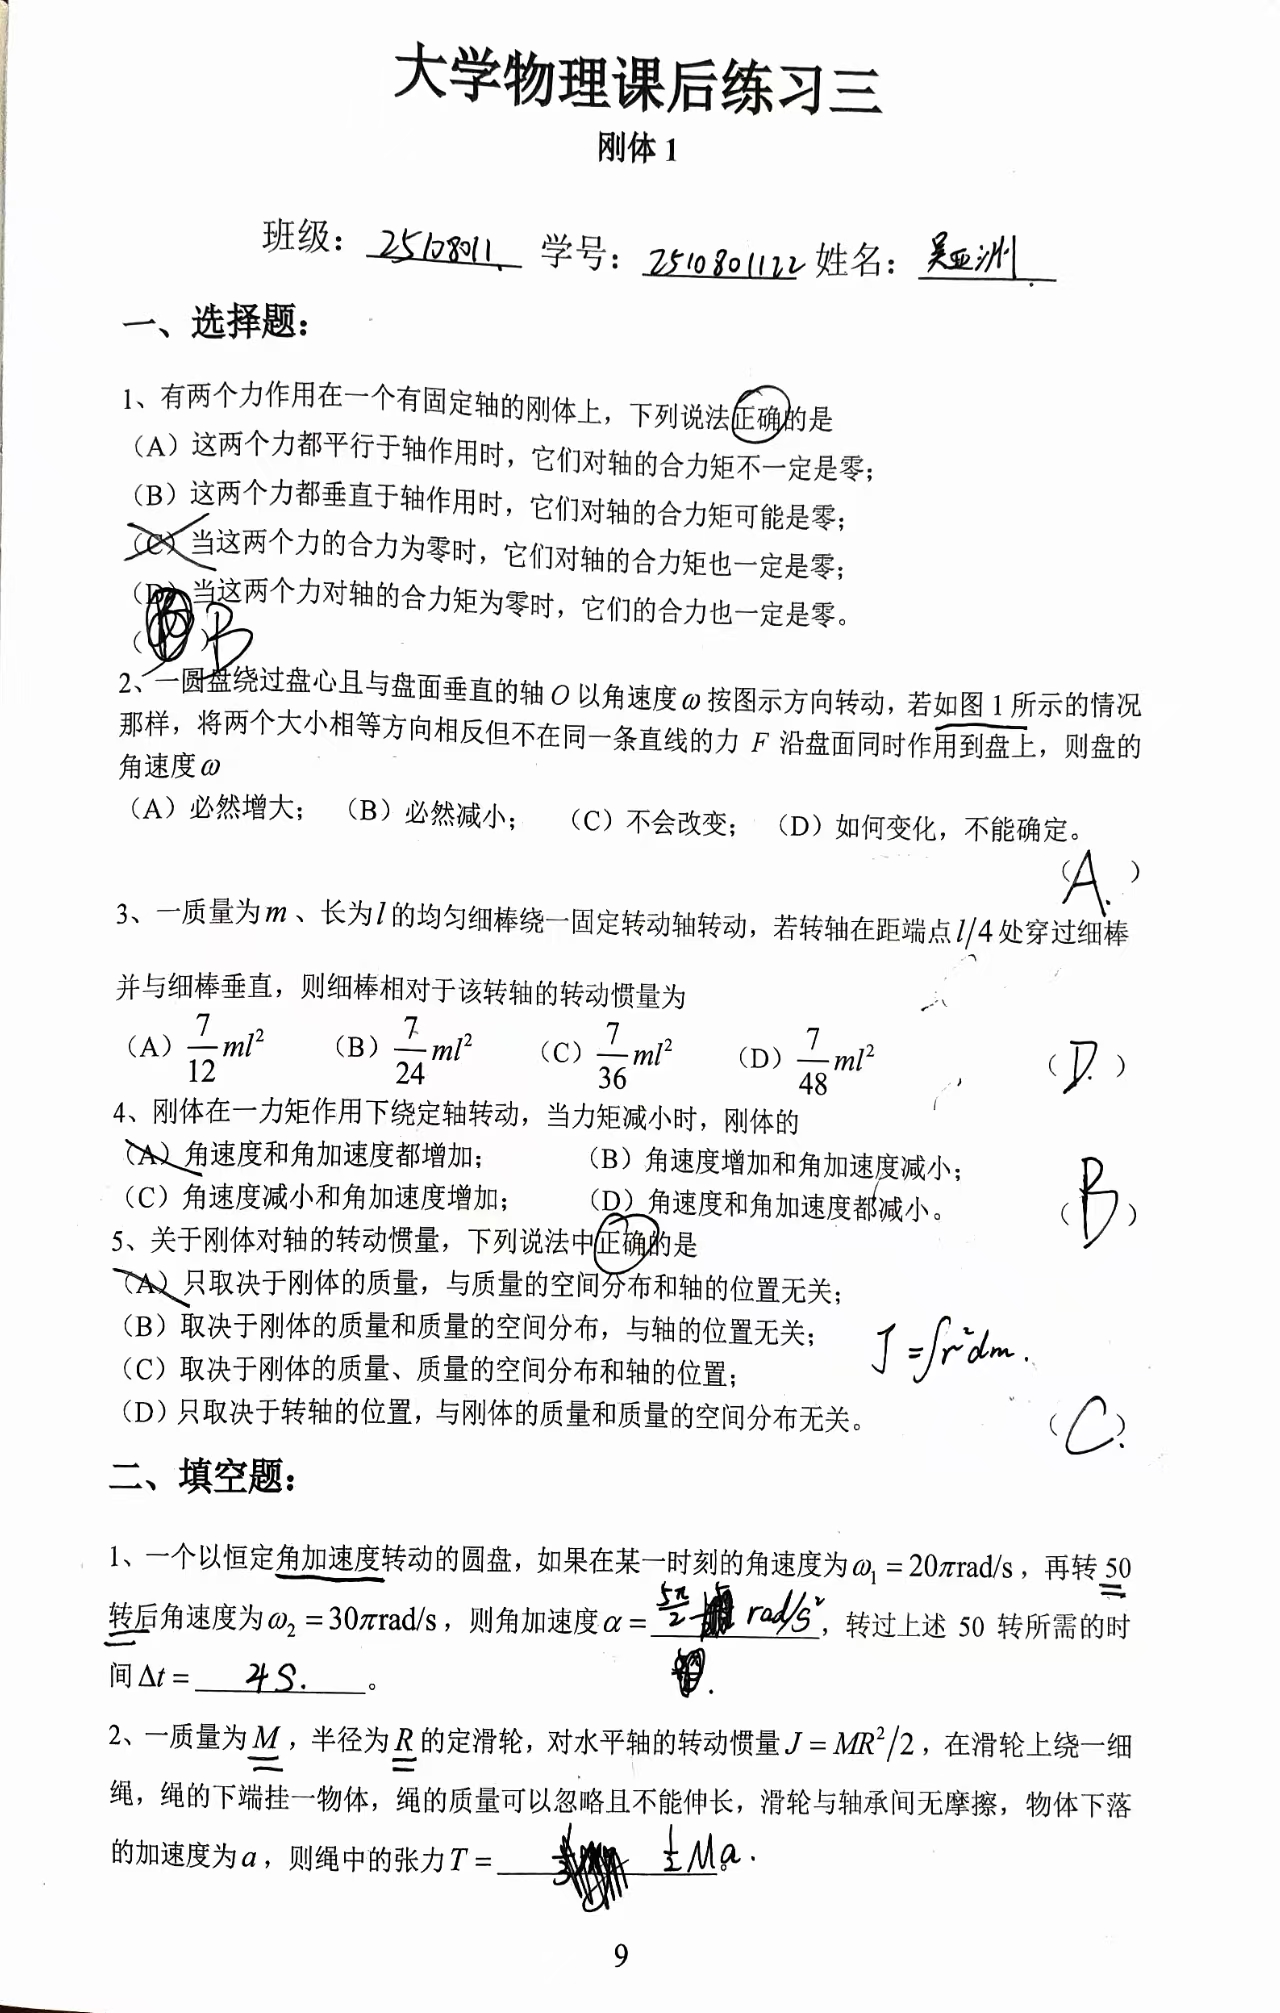 大学物理课后练习三
刚体 1
班级：25108011 学号：2510801122 姓名：吴亚洲
一、选择题：
1、有两个力作用在一个有固定轴的刚体上，下列说法正确的是
（A）这两个力都平行于轴作用时，它们对轴的合力矩不一定是零；
（B）这两个力都垂直于轴作用时，它们对轴的合力矩可能是零；
（C）当这两个力的合力为零时，它们对轴的合力矩也一定是零；
（D）当这两个力对轴的合力矩为零时，它们的合力也一定是零。
（ ）B
2、一圆盘绕过盘心且与盘面垂直的轴 O 以角速度 ω 按图示方向转动，若如图 1 所示的情况
那样，将两个大小相等方向相反但不在同一条直线的力 F 沿盘面同时作用到盘上，则盘的
角速度 ω
（A）必然增大； （B）必然减小； （C）不会改变； （D）如何变化，不能确定。
（A.）
3、一质量为 m 、长为 l 的均匀细棒绕一固定转动轴转动，若转轴在距端点 l/4 处穿过细棒
并与细棒垂直，则细棒相对于该转轴的转动惯量为
（A）7/12 ml² （B）7/24 ml² （C）7/36 ml² （D）7/48 ml² （D.）
4、刚体在一力矩作用下绕定轴转动，当力矩减小时，刚体的
（A）角速度和角加速度都增加； （B）角速度增加和角加速度减小；
（C）角速度减小和角加速度增加； （D）角速度和角加速度都减小。 （B）
5、关于刚体对轴的转动惯量，下列说法中正确的是
（A）只取决于刚体的质量，与质量的空间分布和轴的位置无关；
（B）取决于刚体的质量和质量的空间分布，与轴的位置无关；
（C）取决于刚体的质量、质量的空间分布和轴的位置； J = ∫r²dm.
（D）只取决于转轴的位置，与刚体的质量和质量的空间分布无关。 （C.）
二、填空题：
1、一个以恒定角加速度转动的圆盘，如果在某一时刻的角速度为 ω₁ = 20πrad/s，再转 50
转后角速度为 ω₂ = 30πrad/s，则角加速度 α = 5π/2 rad/s²，转过上述 50 转所需的时
间 Δt = 4S. 。
2、一质量为 M，半径为 R 的定滑轮，对水平轴的转动惯量 J = MR²/2，在滑轮上绕一细
绳，绳的下端挂一物体，绳的质量可以忽略且不能伸长，滑轮与轴承间无摩擦，物体下落
的加速度为 a，则绳中的张力 T = 1/2 Ma.
9